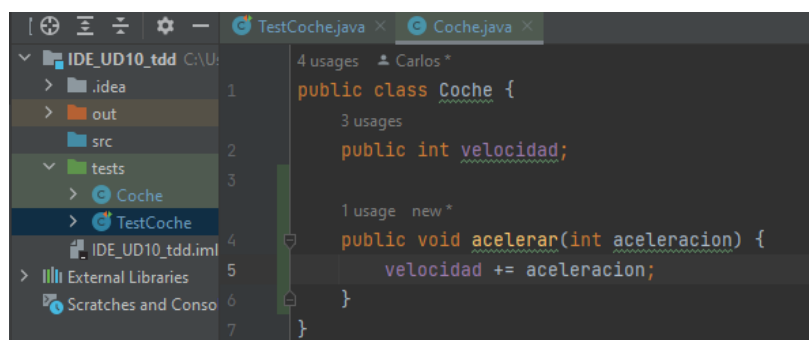 TestCoche.java
Coche.java
IDE_UD10_tdd C:\U
.idea
out
src
tests
Coche
TestCoche
IDE_UD10_tdd.iml
External Libraries
Scratches and Conso
4 usages Carlos *
1 public class Coche {
3 usages
2 public int velocidad;
3
1 usage new *
4 public void acelerar(int aceleracion) {
5 velocidad += aceleracion;
6 }
7 }